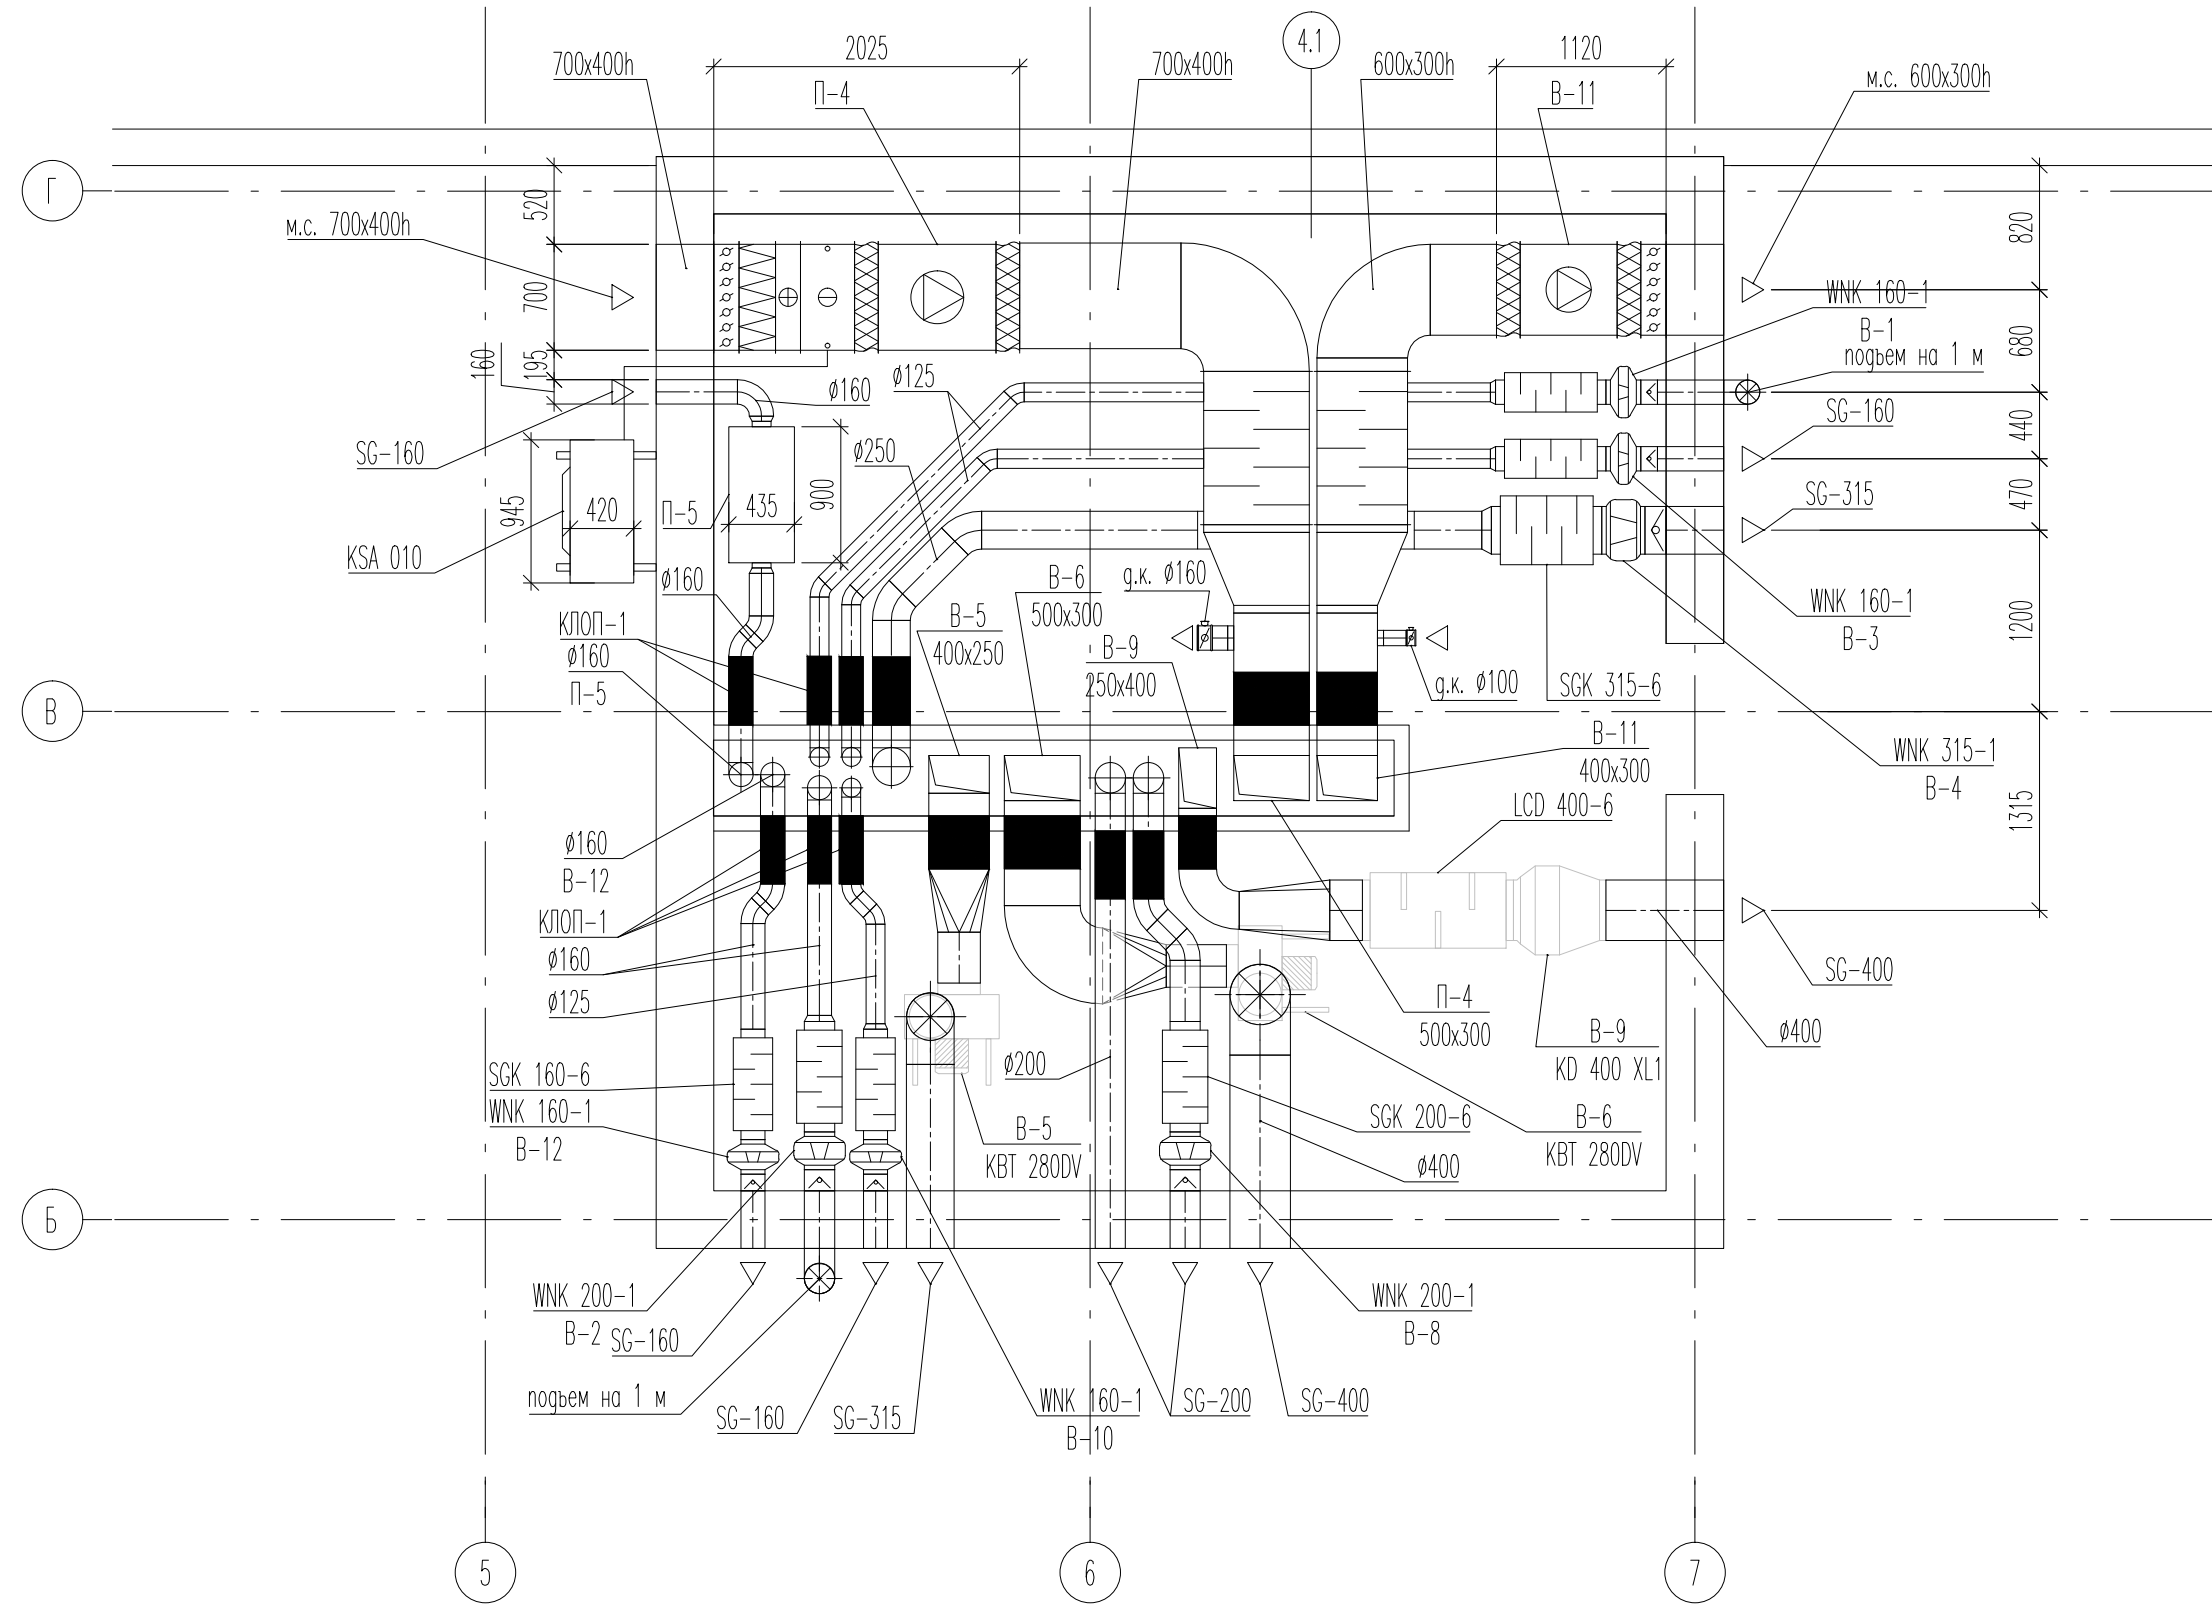 4.1
2025
1120
700x400h
700x400h
600x300h
м.с. 600x300h
П-4
В-11
Г
520
820
м.с. 700x400h
700
WNK 160-1
В-1
680
подъем на 1 м
160
195
ø160
ø125
SG-160
440
SG-160
ø250
945
420
П-5
435
900
SG-315
470
KSA 010
ø160
В-6
500x300
д.к. ø160
WNK 160-1
В-3
1200
КЛОП-1
ø160
П-5
В-5
400x250
В-9
250x400
д.к. ø100
SGK 315-6
В
В-11
400x300
WNK 315-1
В-4
LCD 400-6
1315
ø160
В-12
КЛОП-1
ø160
ø125
SG-400
П-4
500x300
В-9
KD 400 XL1
ø400
ø200
SGK 160-6
WNK 160-1
В-12
В-5
KBT 280DV
SGK 200-6
В-6
KBT 280DV
ø400
Б
WNK 200-1
В-2
SG-160
WNK 200-1
В-8
подъем на 1 м
SG-160
SG-315
WNK 160-1
В-10
SG-200
SG-400
5
6
7